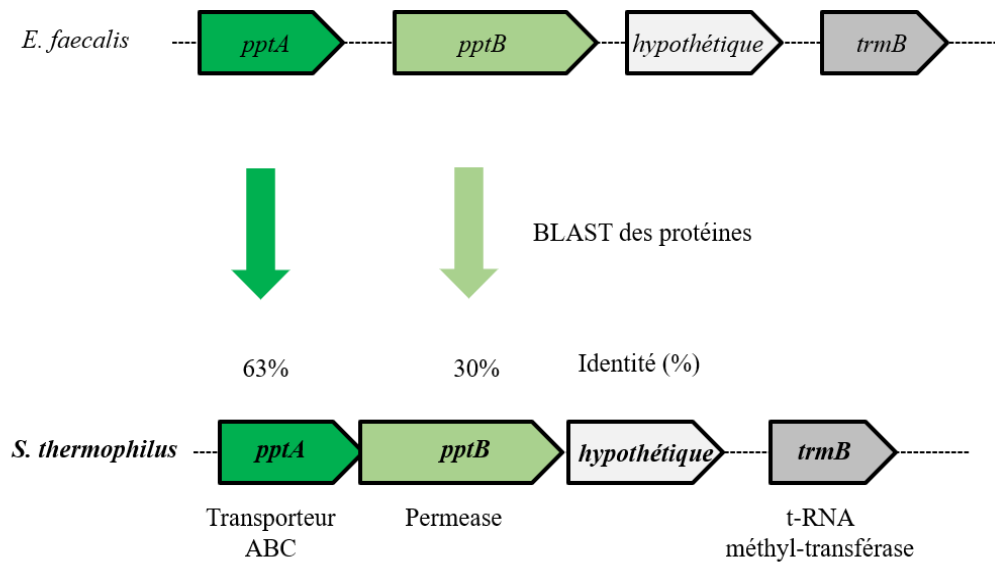 E. faecalis
pptA
pptB
hypothétique
trmB
BLAST des protéines
63%
30%
Identité (%)
S. thermophilus
pptA
pptB
hypothétique
trmB
Transporteur
ABC
Permease
t-RNA
méthyl-transférase